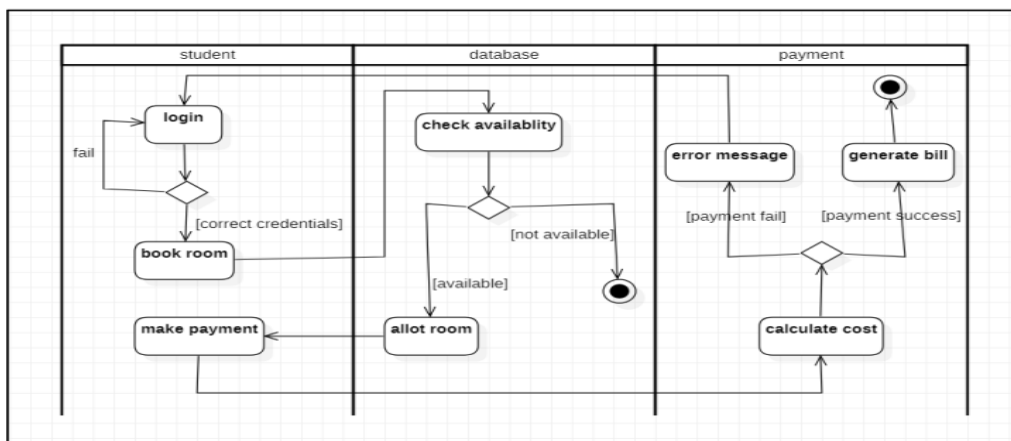 student
database
payment
login
fail
[correct credentials]
book room
make payment
check availablity
[not available]
[available]
allot room
error message
generate bill
[payment fail]
[payment success]
calculate cost